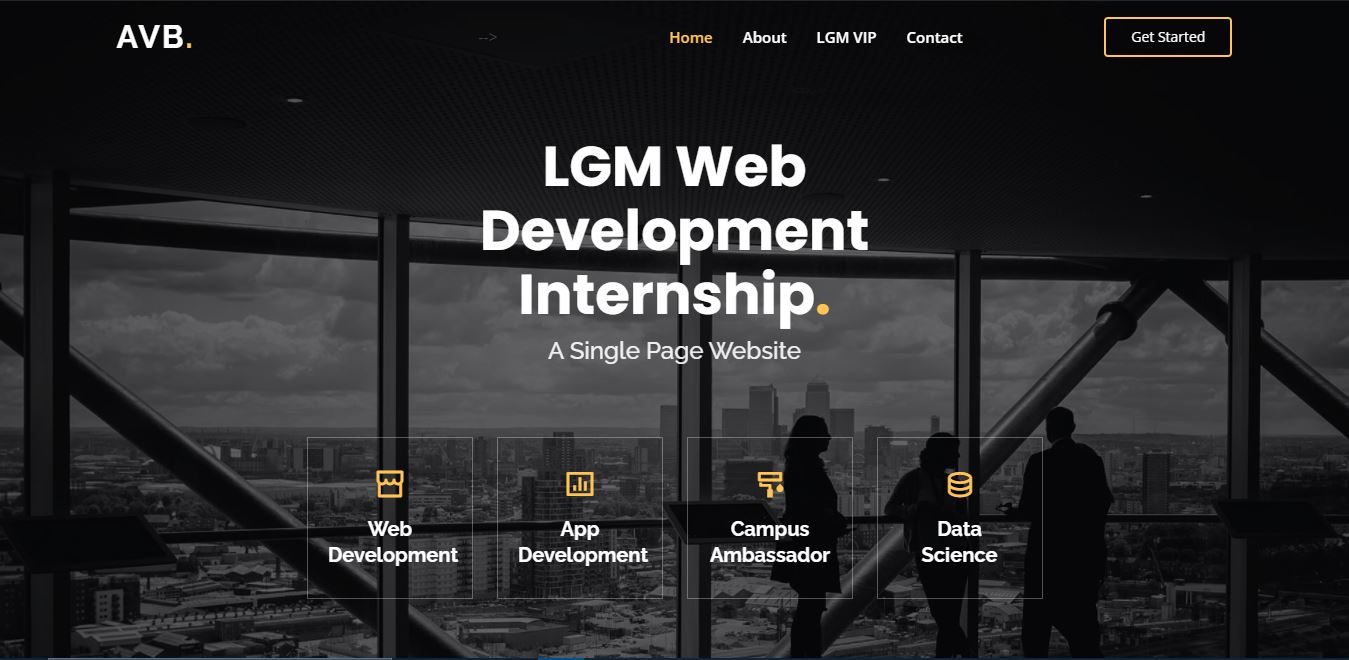 AVB.
-->
Home About LGM VIP Contact
Get Started
LGM Web
Development
Internship.
A Single Page Website
Web
Development
App
Development
Campus
Ambassador
Data
Science